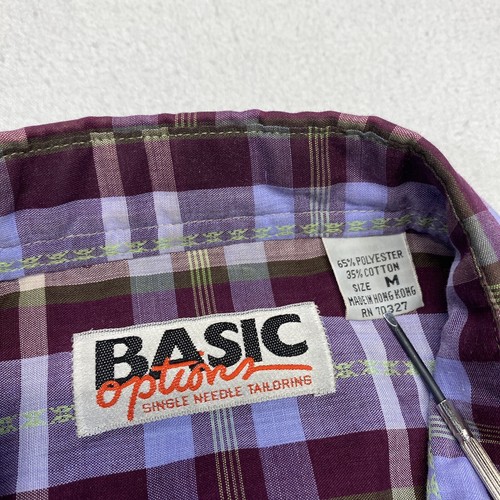 65% POLYESTER
35% COTTON
SIZE M
MADE IN HONG KONG
RN 70327
BASIC
options
SINGLE NEEDLE TAILORING